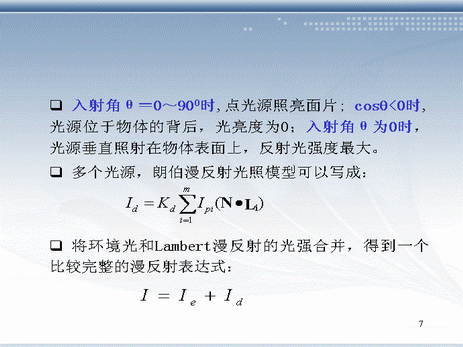 ❑ 入射角θ＝0～90⁰时,点光源照亮面片; cosθ<0时,
光源位于物体的背后，光亮度为0；入射角θ为0时，
光源垂直照射在物体表面上，反射光强度最大。
❑ 多个光源，朗伯漫反射光照模型可以写成：
I_d = K_d ∑_{i=1}^{m} I_{pi}(N•L_i)
❑ 将环境光和Lambert漫反射的光强合并，得到一个
比较完整的漫反射表达式：
I = I_e + I_d
7